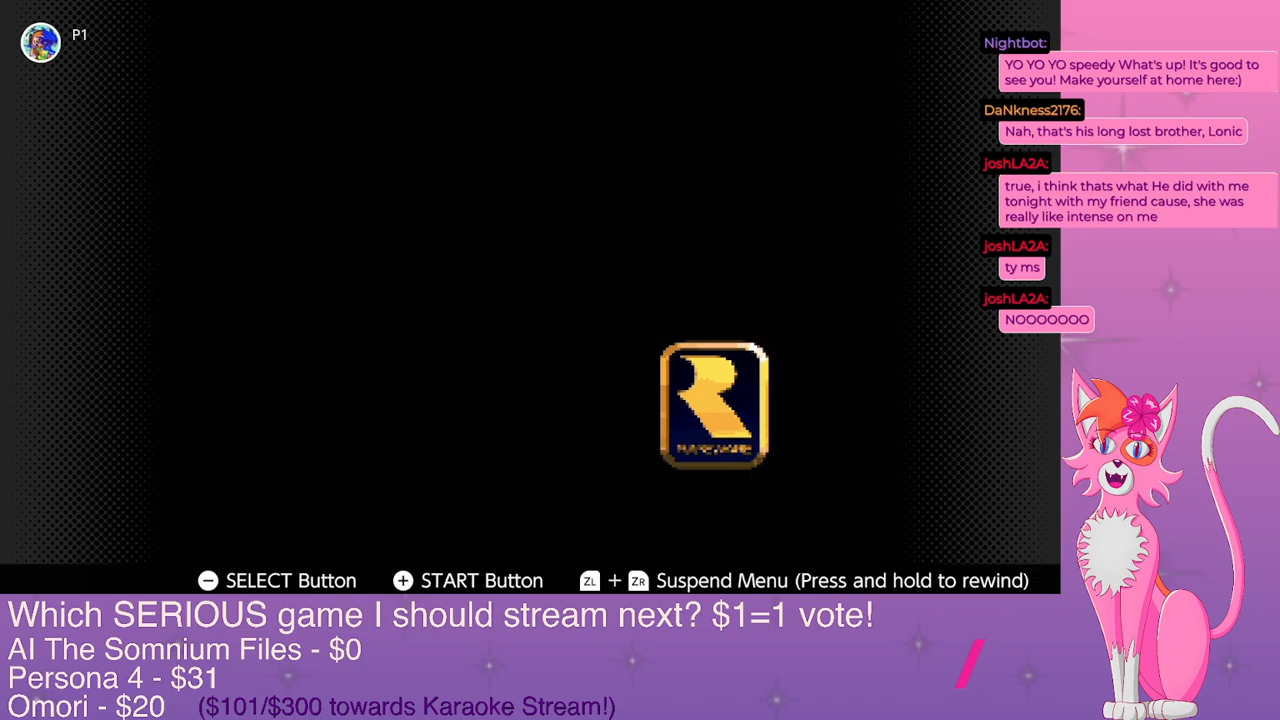 P1
Nightbot:
YO YO YO speedy What's up! It's good to
see you! Make yourself at home here:)
DaNkness2176:
Nah, that's his long lost brother, Lonic
joshLA2A:
true, i think thats what He did with me
tonight with my friend cause, she was
really like intense on me
joshLA2A:
ty ms
joshLA2A:
NOOOOOOO
R
SELECT Button START Button ZL + ZR Suspend Menu (Press and hold to rewind)
Which SERIOUS game I should stream next? $1=1 vote!
AI The Somnium Files - $0
Persona 4 - $31
Omori - $20 ($101/$300 towards Karaoke Stream!)